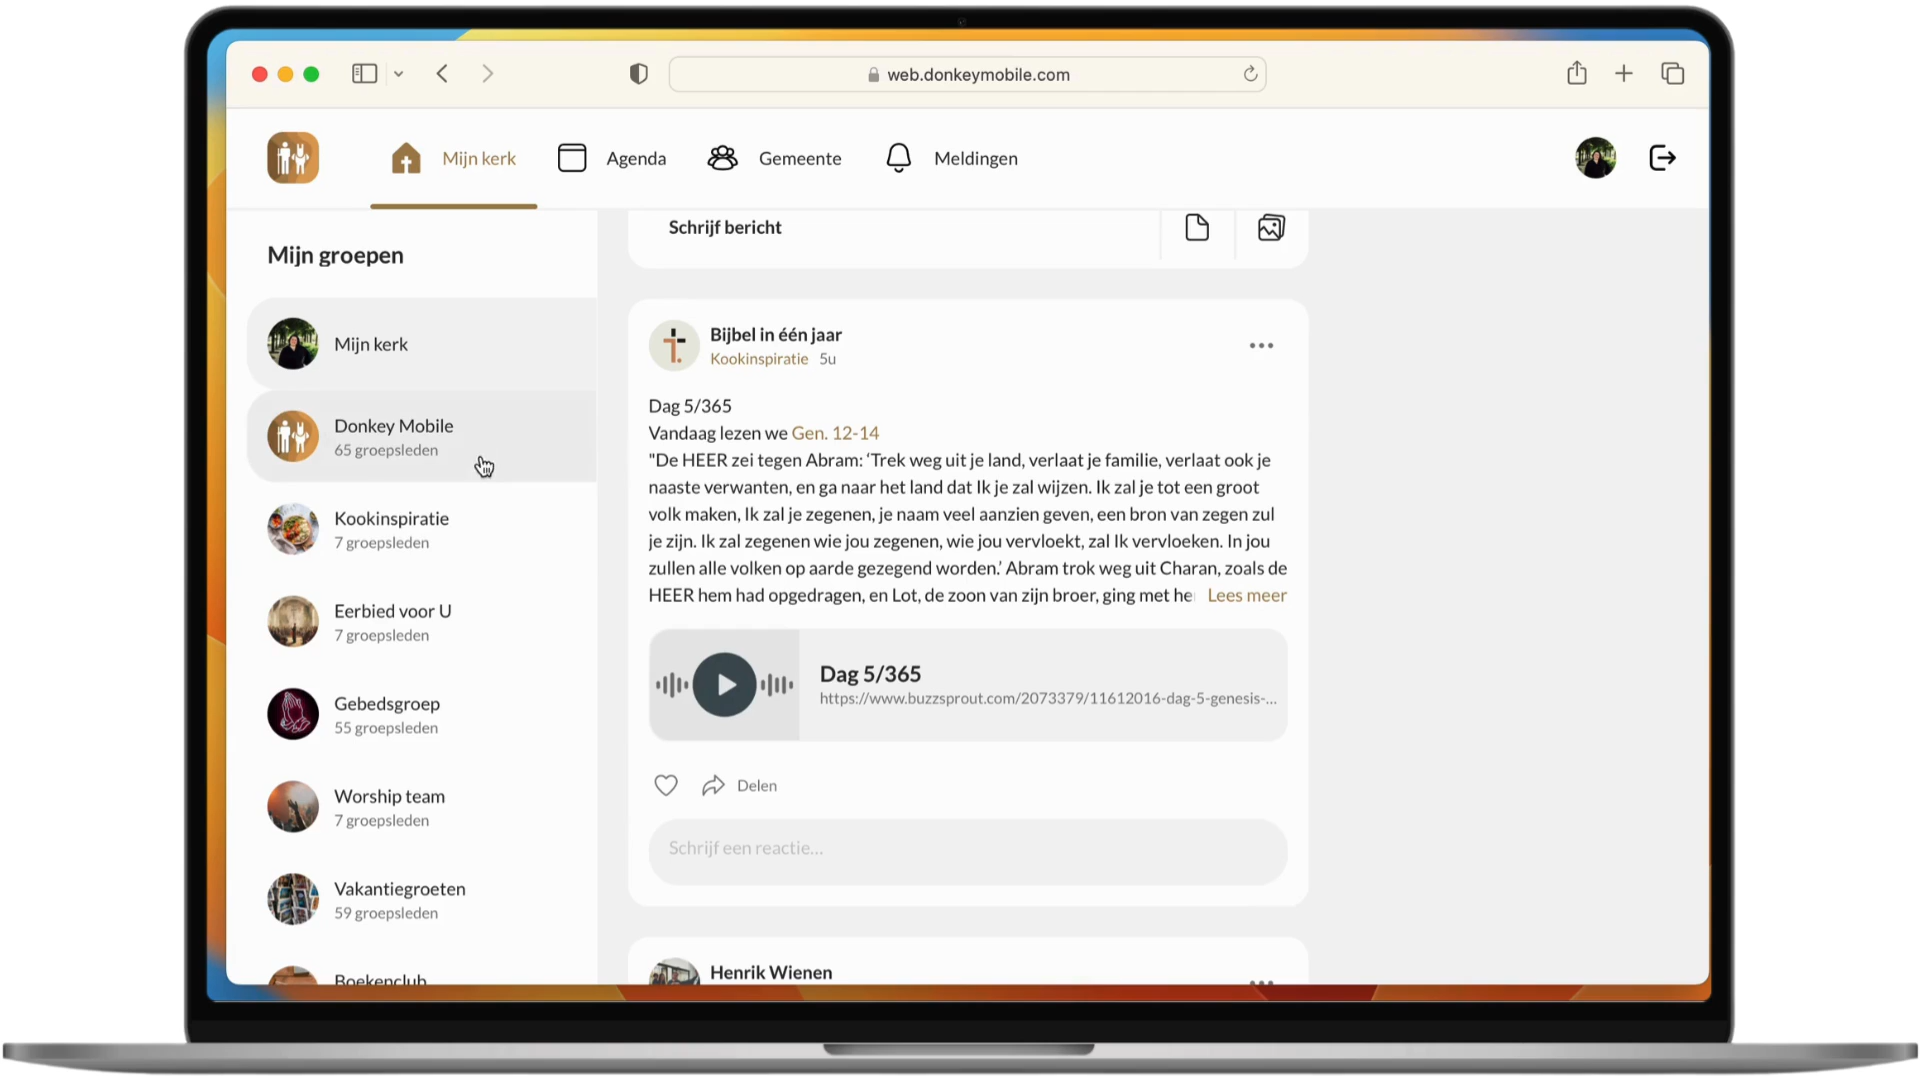 web.donkeymobile.com
Mijn kerk
Agenda
Gemeente
Meldingen
Mijn groepen
Mijn kerk
Donkey Mobile
65 groepsleden
Kookinspiratie
7 groepsleden
Eerbied voor U
7 groepsleden
Gebedsgroep
55 groepsleden
Worship team
7 groepsleden
Vakantiegroeten
59 groepsleden
Boekenclub
Schrijf bericht
Bijbel in één jaar
Kookinspiratie 5u
Dag 5/365
Vandaag lezen we Gen. 12-14
"De HEER zei tegen Abram: ‘Trek weg uit je land, verlaat je familie, verlaat ook je
naaste verwanten, en ga naar het land dat Ik je zal wijzen. Ik zal je tot een groot
volk maken, Ik zal je zegenen, je naam veel aanzien geven, een bron van zegen zul
je zijn. Ik zal zegenen wie jou zegenen, wie jou vervloekt, zal Ik vervloeken. In jou
zullen alle volken op aarde gezegend worden.’ Abram trok weg uit Charan, zoals de
HEER hem had opgedragen, en Lot, de zoon van zijn broer, ging met he Lees meer
Dag 5/365
https://www.buzzsprout.com/2073379/11612016-dag-5-genesis-...
Delen
Schrijf een reactie...
Henrik Wienen